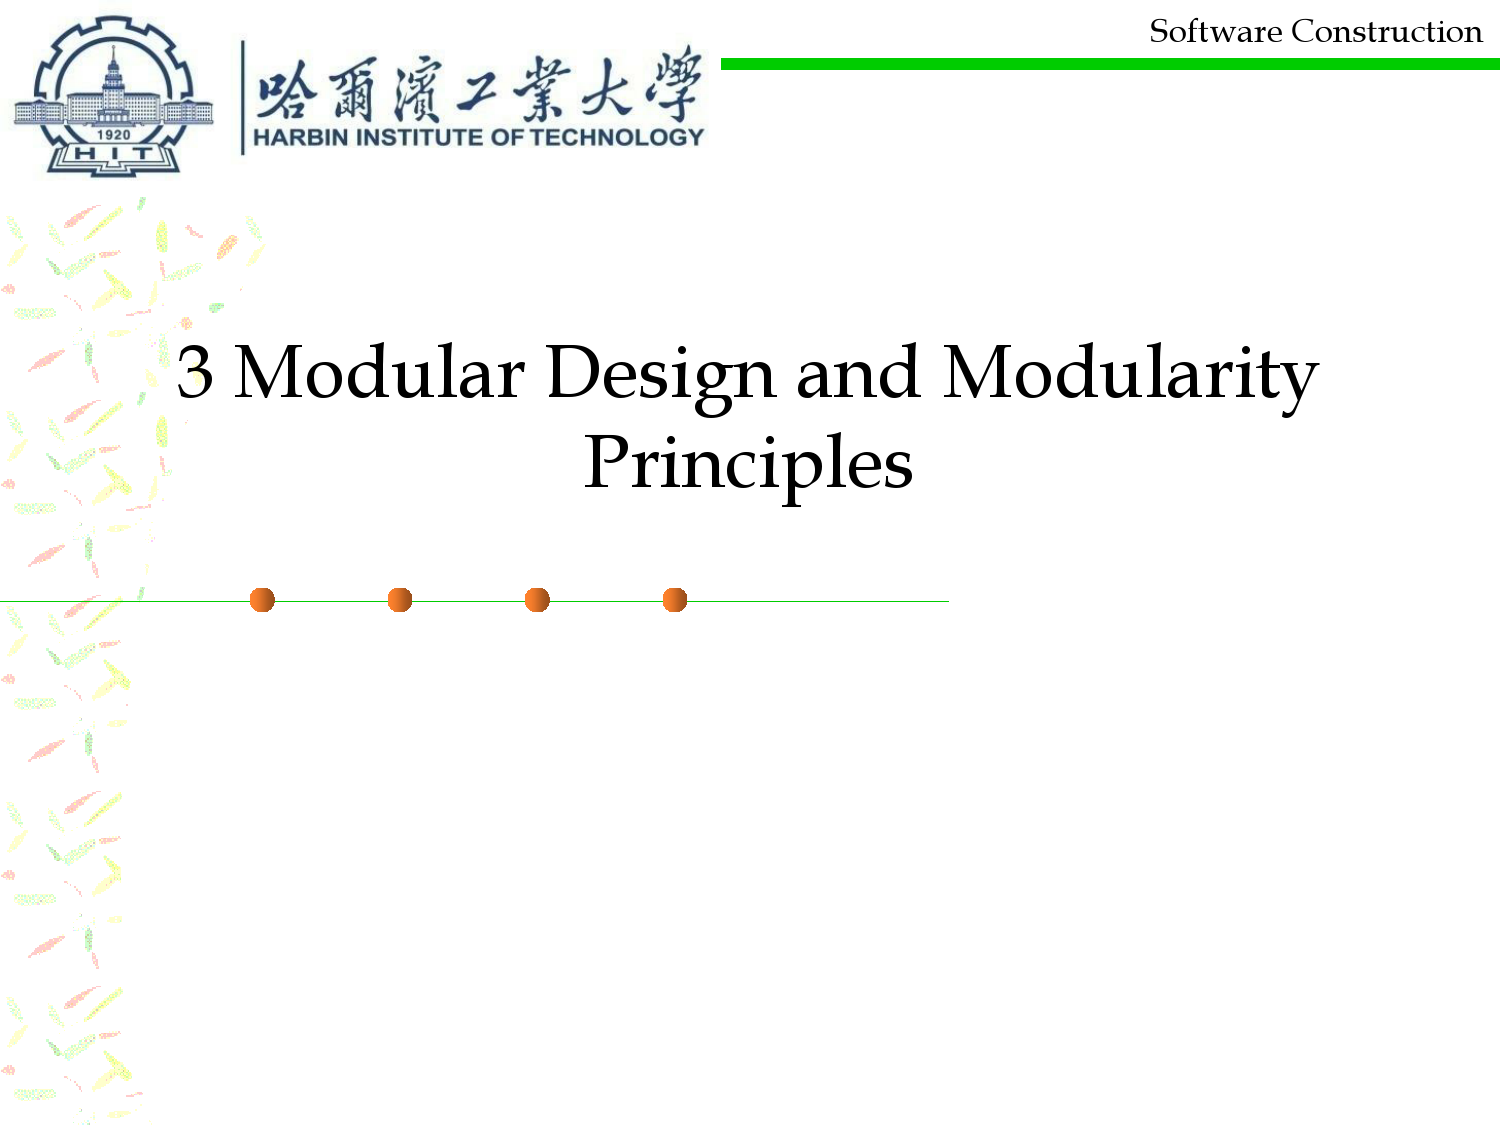 Software Construction
哈爾濱工業大學
HARBIN INSTITUTE OF TECHNOLOGY
1920
HIT
3 Modular Design and Modularity
Principles